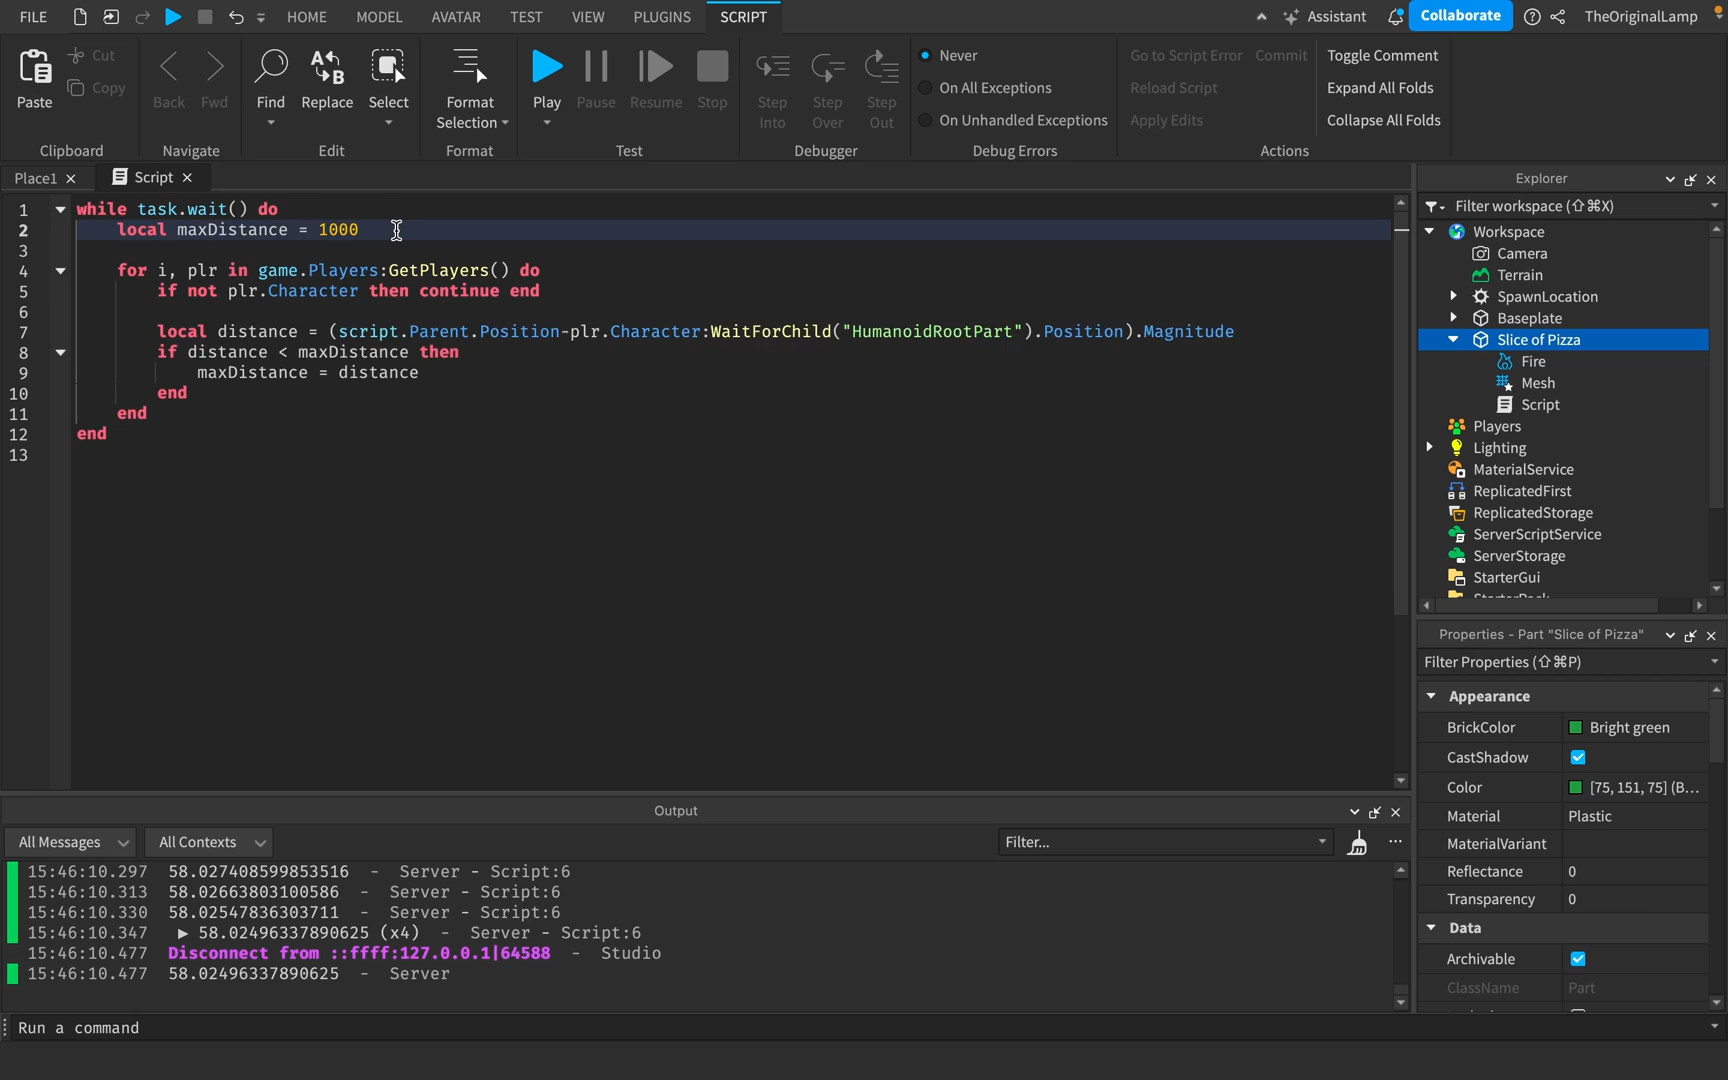 FILE HOME MODEL AVATAR TEST VIEW PLUGINS SCRIPT Assistant Collaborate TheOriginalLamp
Paste Cut Copy
Back Fwd
Find Replace Select
Format Selection
Play Pause Resume Stop
Step Into Step Over Step Out
Never
On All Exceptions
On Unhandled Exceptions
Go to Script Error Commit
Reload Script
Apply Edits
Toggle Comment
Expand All Folds
Collapse All Folds
Clipboard Navigate Edit Format Test Debugger Debug Errors Actions
Place1 Script
1 while task.wait() do
2 local maxDistance = 1000
3
4 for i, plr in game.Players:GetPlayers() do
5 if not plr.Character then continue end
6
7 local distance = (script.Parent.Position-plr.Character:WaitForChild("HumanoidRootPart").Position).Magnitude
8 if distance < maxDistance then
9 maxDistance = distance
10 end
11 end
12 end
13
Explorer
Filter workspace (⇧⌘X)
Workspace
Camera
Terrain
SpawnLocation
Baseplate
Slice of Pizza
Fire
Mesh
Script
Players
Lighting
MaterialService
ReplicatedFirst
ReplicatedStorage
ServerScriptService
ServerStorage
StarterGui
Properties - Part "Slice of Pizza"
Filter Properties (⇧⌘P)
Appearance
BrickColor Bright green
CastShadow
Color [75, 151, 75] (B...
Material Plastic
MaterialVariant
Reflectance 0
Transparency 0
Data
Archivable
ClassName Part
Output
All Messages All Contexts Filter... ...
15:46:10.297 58.027408599853516 - Server - Script:6
15:46:10.313 58.02663803100586 - Server - Script:6
15:46:10.330 58.02547836303711 - Server - Script:6
15:46:10.347 ▶ 58.02496337890625 (x4) - Server - Script:6
15:46:10.477 Disconnect from ::ffff:127.0.0.1|64588 - Studio
15:46:10.477 58.02496337890625 - Server
Run a command